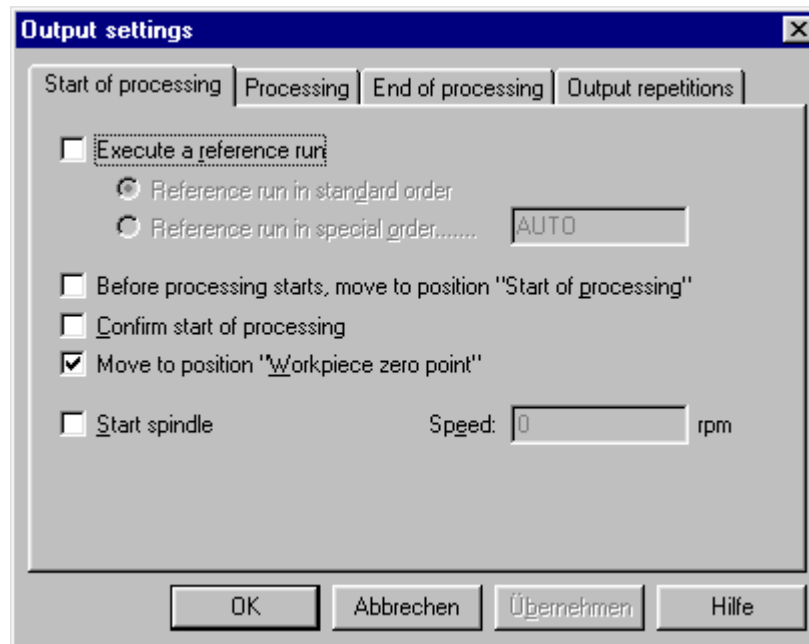 Output settings
Start of processing Processing End of processing Output repetitions
Execute a reference run
Reference run in standard order
Reference run in special order....... AUTO
Before processing starts, move to position "Start of processing"
Confirm start of processing
Move to position "Workpiece zero point"
Start spindle Speed: 0 rpm
OK Abbrechen Übernehmen Hilfe